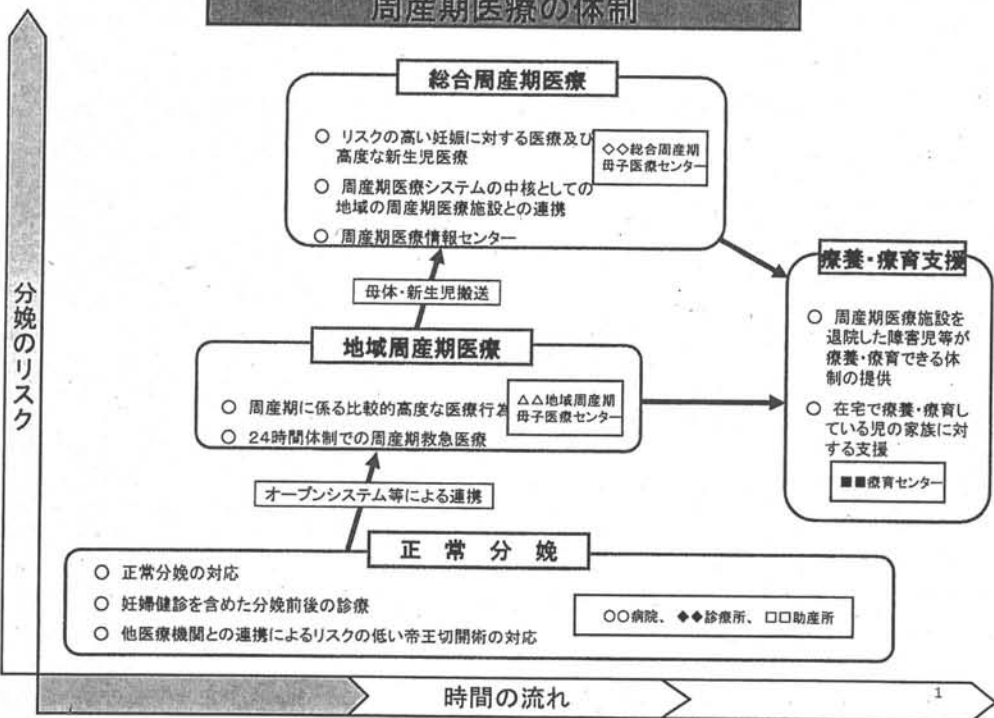 周産期医療の体制
総合周産期医療
○ リスクの高い妊娠に対する医療及び
高度な新生児医療
○ 周産期医療システムの中核としての
地域の周産期医療施設との連携
○ 周産期医療情報センター
◇◇総合周産期
母子医療センター
母体・新生児搬送
地域周産期医療
○ 周産期に係る比較的高度な医療行為
○ 24時間体制での周産期救急医療
△△地域周産期
母子医療センター
オープンシステム等による連携
正常分娩
○ 正常分娩の対応
○ 妊婦健診を含めた分娩前後の診療
○ 他医療機関との連携によるリスクの低い帝王切開術の対応
○○病院、◆◆診療所、□□助産所
療養・療育支援
○ 周産期医療施設を
退院した障害児等が
療養・療育できる体
制の提供
○ 在宅で療養・療育し
ている児の家族に対
する支援
■■療育センター
分娩のリスク
時間の流れ
1